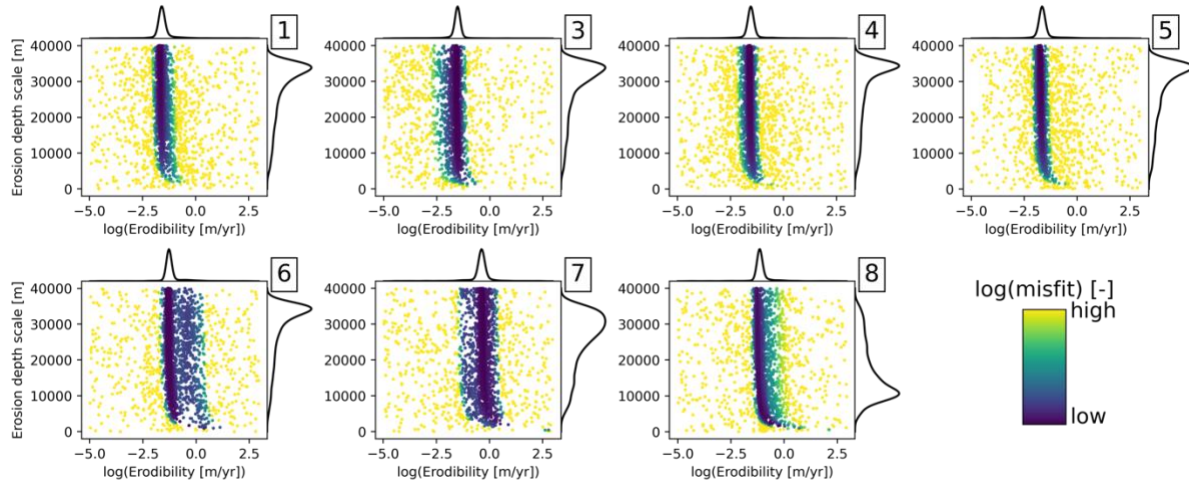 1 3 4 5
Erosion depth scale [m]
40000 40000 40000 40000
30000 30000 30000 30000
20000 20000 20000 20000
10000 10000 10000 10000
0 0 0 0
−5.0 −2.5 0.0 2.5 −5.0 −2.5 0.0 2.5 −5.0 −2.5 0.0 2.5 −5.0 −2.5 0.0 2.5
log(Erodibility [m/yr]) log(Erodibility [m/yr]) log(Erodibility [m/yr]) log(Erodibility [m/yr])
6 7 8
Erosion depth scale [m]
log(misfit) [-]
40000 40000 40000
high
30000 30000 30000
20000 20000 20000
10000 10000 10000
low
0 0 0
−5.0 −2.5 0.0 2.5 −5.0 −2.5 0.0 2.5 −5.0 −2.5 0.0 2.5
log(Erodibility [m/yr]) log(Erodibility [m/yr]) log(Erodibility [m/yr])